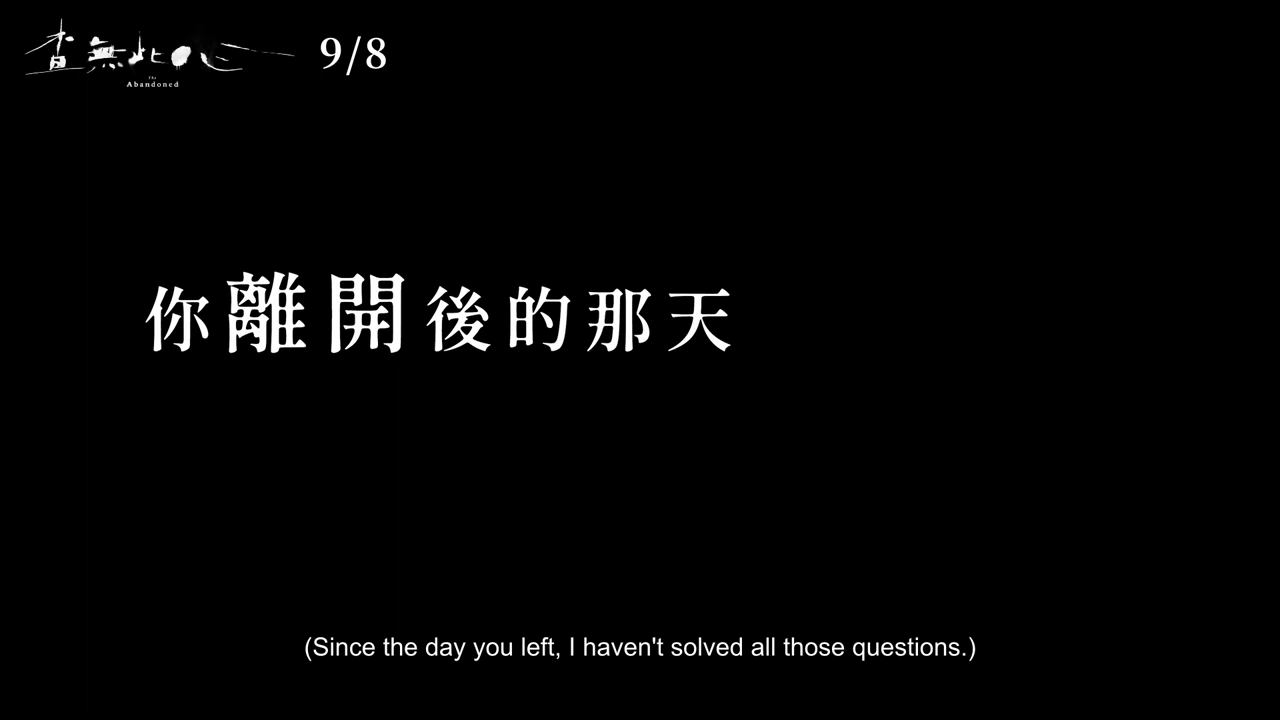 查無此心 9/8
The
Abandoned
你離開後的那天
(Since the day you left, I haven't solved all those questions.)